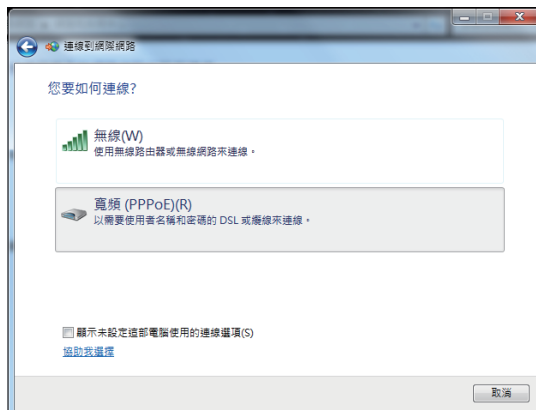 連線到網際網路
您要如何連線?
無線(W)
使用無線路由器或無線網路來連線。
寬頻 (PPPoE)(R)
以需要使用者名稱和密碼的 DSL 或纜線來連線。
顯示未設定這部電腦使用的連線選項(S)
協助我選擇
取消